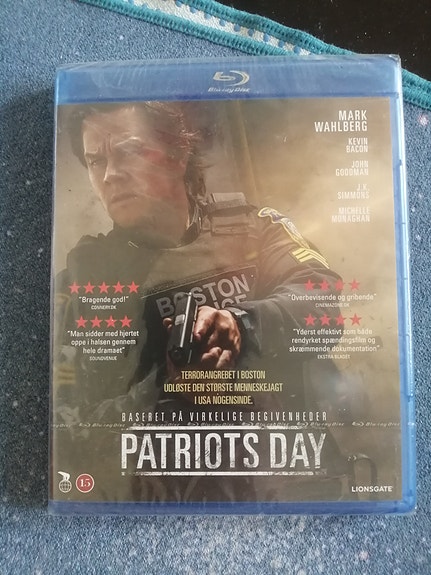 Blu-ray Disc
MARK
WAHLBERG
KEVIN
BACON
JOHN
GOODMAN
J.K.
SIMMONS
MICHELLE
MONAGHAN
★★★★★
"Bragende god!"
CONNERY.DK
★★★★
"Man sidder med hjertet
oppe i halsen gennem
hele dramaet"
SOUNDVENUE
★★★★
"Overbevisende og gribende"
CINEMAZONE.DK
★★★★
"Yderst effektivt som både
rendyrket spændingsfilm og
skræmmende dokumentation"
EKSTRA BLADET
BOSTON
TERRORANGREBET I BOSTON
UDLØSTE DEN STØRSTE MENNESKEJAGT
I USA NOGENSINDE.
BASERET PÅ VIRKELIGE BEGIVENHEDER
PATRIOTS DAY
15
LIONSGATE